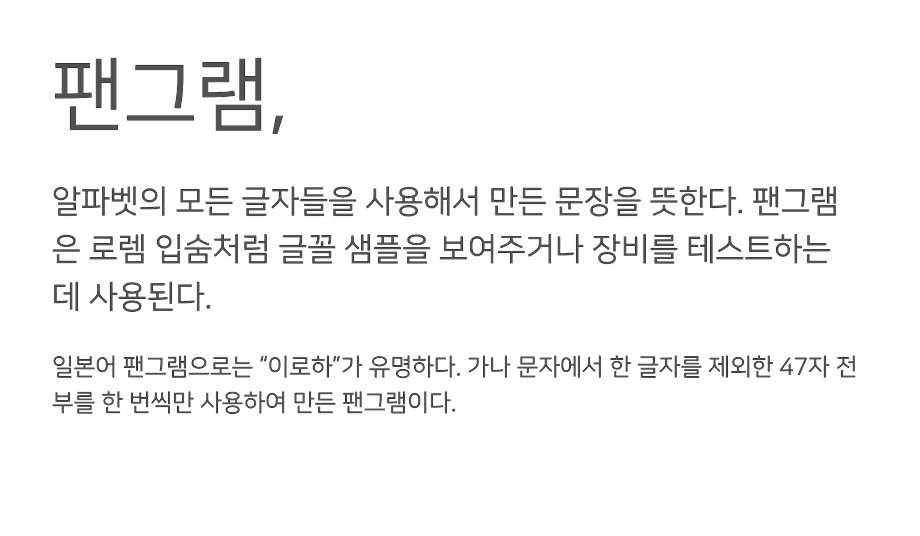 팬그램,
알파벳의 모든 글자들을 사용해서 만든 문장을 뜻한다. 팬그램
은 로렘 입숨처럼 글꼴 샘플을 보여주거나 장비를 테스트하는
데 사용된다.
일본어 팬그램으로는 “이로하”가 유명하다. 가나 문자에서 한 글자를 제외한 47자 전
부를 한 번씩만 사용하여 만든 팬그램이다.